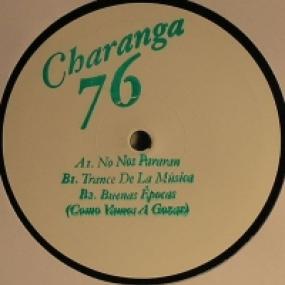 Charanga
76
A1. No Nos Pararan
B1. Trance De La Música
B2. Buenas Épocas
(Como Vamos A Gozar)